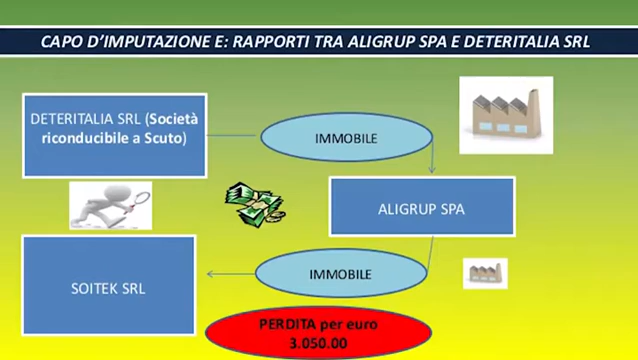 CAPO D'IMPUTAZIONE E: RAPPORTI TRA ALIGRUP SPA E DETERITALIA SRL
DETERITALIA SRL (Società
riconducibile a Scuto)
IMMOBILE
ALIGRUP SPA
SOITEK SRL
IMMOBILE
PERDITA per euro
3.050.00